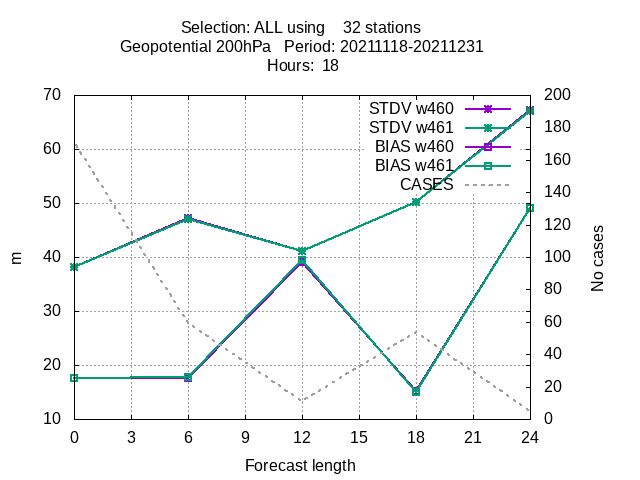 Selection: ALL using    32 stations
Geopotential 200hPa   Period: 20211118-20211231
Hours:  18
70
60
50
40
30
20
10
m
200
180
160
140
120
100
80
60
40
20
0
No cases
STDV w460
STDV w461
BIAS w460
BIAS w461
CASES
0 3 6 9 12 15 18 21 24
Forecast length